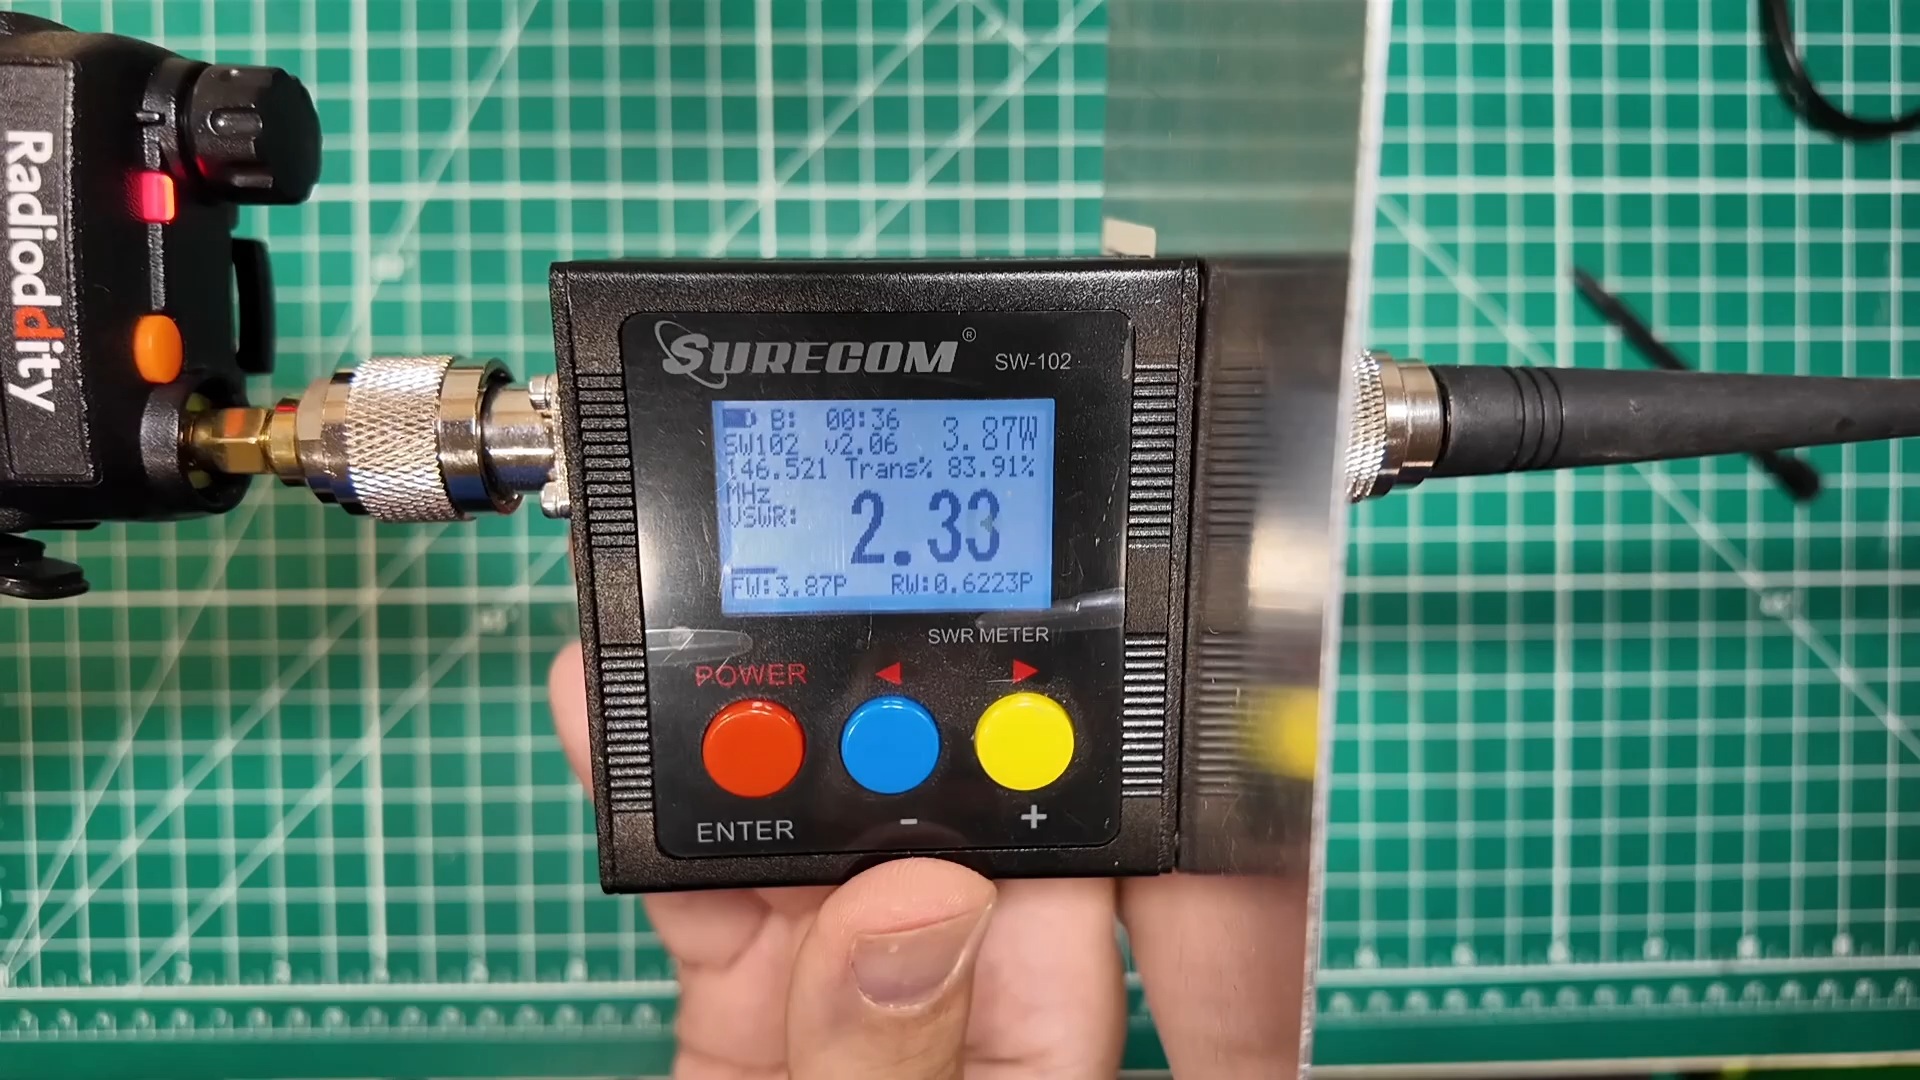 Radioddity
SURECOM ®
SW-102
B: 00:36 3.87W
SW102 v2.06
146.521 Trans% 83.91%
MHz
VSWR: 2.33
FW:3.87P RW:0.6223P
SWR METER
POWER ◀ ▶
ENTER - +